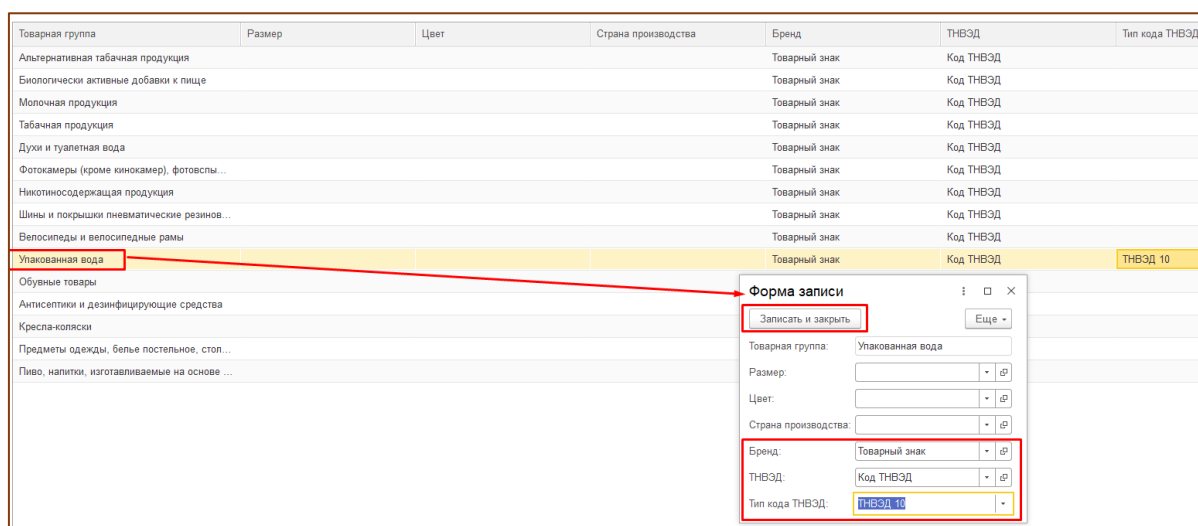 Товарная группа Размер Цвет Страна производства Бренд ТНВЭД Тип кода ТНВЭД
Альтернативная табачная продукция Товарный знак Код ТНВЭД
Биологически активные добавки к пище Товарный знак Код ТНВЭД
Молочная продукция Товарный знак Код ТНВЭД
Табачная продукция Товарный знак Код ТНВЭД
Духи и туалетная вода Товарный знак Код ТНВЭД
Фотокамеры (кроме кинокамер), фотовспы... Товарный знак Код ТНВЭД
Никотиносодержащая продукция Товарный знак Код ТНВЭД
Шины и покрышки пневматические резинов... Товарный знак Код ТНВЭД
Велосипеды и велосипедные рамы Товарный знак Код ТНВЭД
Упакованная вода Товарный знак Код ТНВЭД ТНВЭД 10
Обувные товары
Антисептики и дезинфицирующие средства
Кресла-коляски
Предметы одежды, белье постельное, стол...
Пиво, напитки, изготавливаемые на основе ...
Форма записи
Записать и закрыть Еще
Товарная группа: Упакованная вода
Размер:
Цвет:
Страна производства:
Бренд: Товарный знак
ТНВЭД: Код ТНВЭД
Тип кода ТНВЭД: ТНВЭД 10